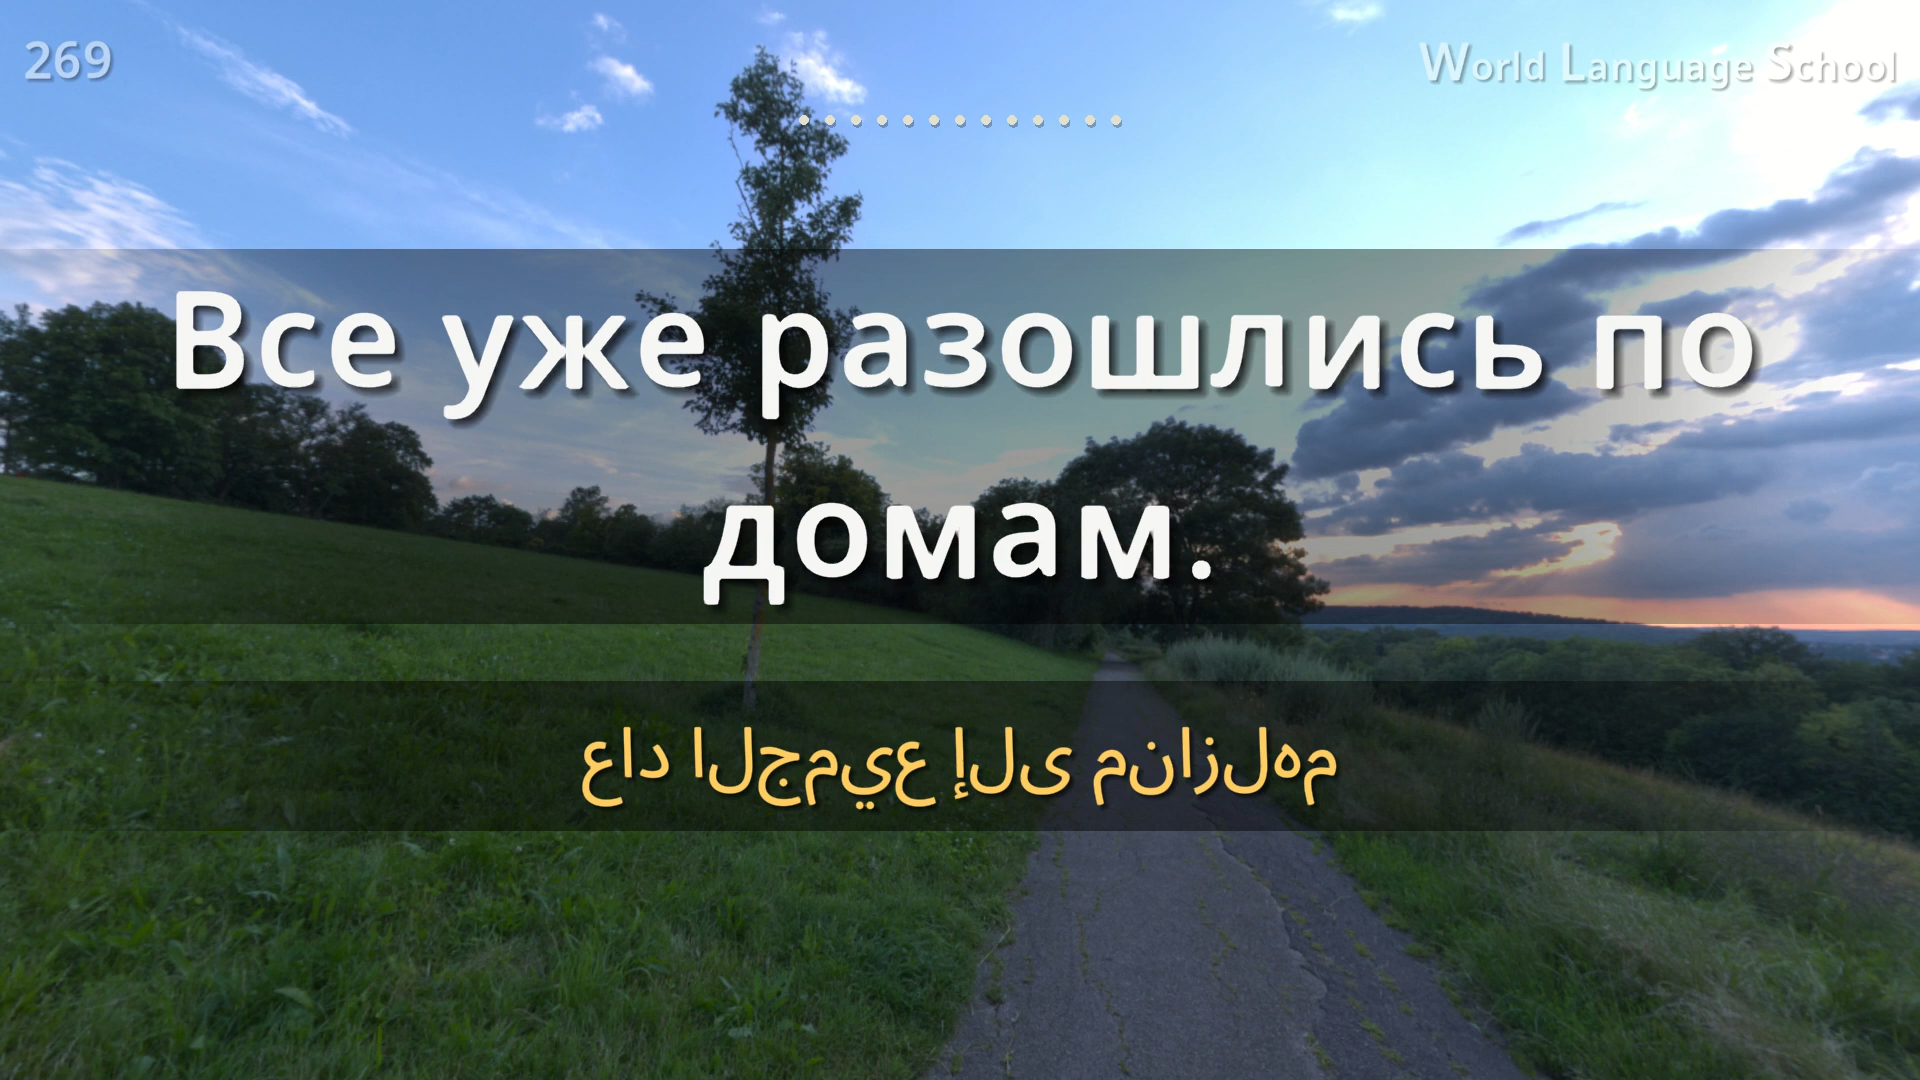 269
World Language School
Все уже разошлись по
домам.
عاد الجميع إلى منازلهم